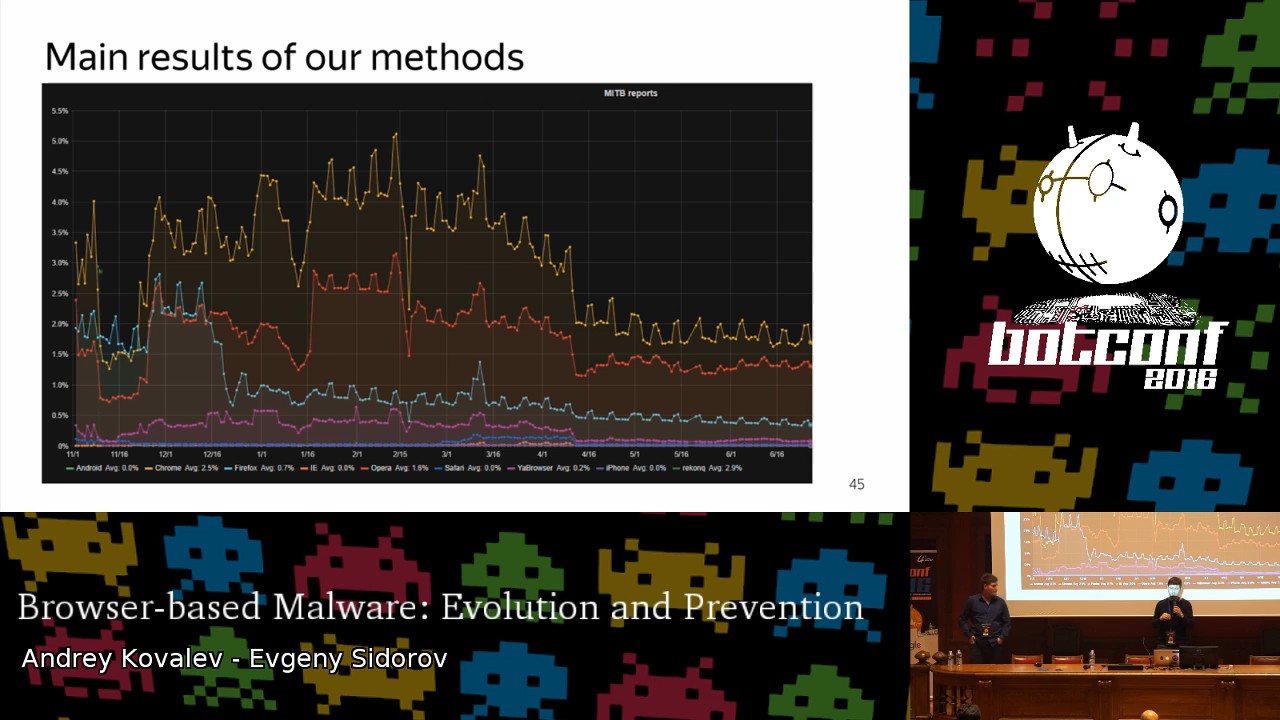 Main results of our methods
MITB reports
5.5%
5.0%
4.5%
4.0%
3.5%
3.0%
2.5%
2.0%
1.5%
1.0%
0.5%
0%
11/1 11/16 12/1 12/16 1/1 1/16 2/1 2/15 3/1 3/16 4/1 4/16 5/1 5/16 6/1 6/16
Android Avg: 0.0% Chrome Avg: 2.5% Firefox Avg: 0.7% IE Avg: 0.0% Opera Avg: 1.6% Safari Avg: 0.0% YaBrowser Avg: 0.2% iPhone Avg: 0.0% rekonq Avg: 2.9%
45
botconf
2016
Browser-based Malware: Evolution and Prevention
Andrey Kovalev - Evgeny Sidorov